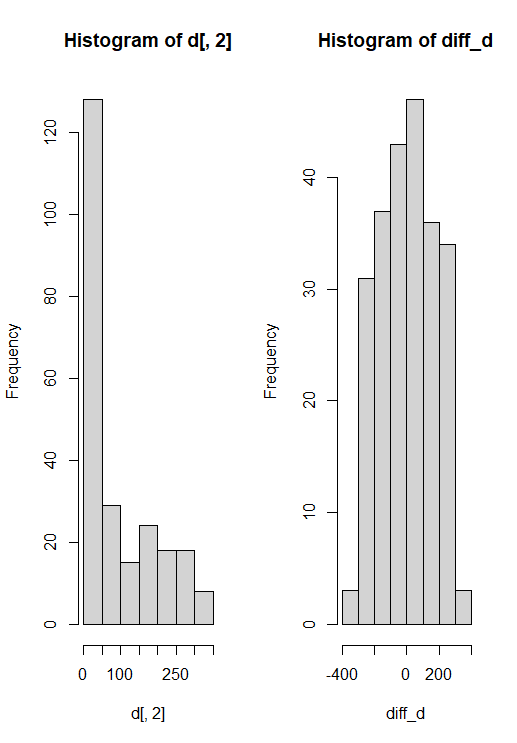 Histogram of d[, 2]
Frequency
0
20
40
60
80
100
120
0 100 250
d[, 2]
Histogram of diff_d
Frequency
0
10
20
30
40
-400 0 200
diff_d